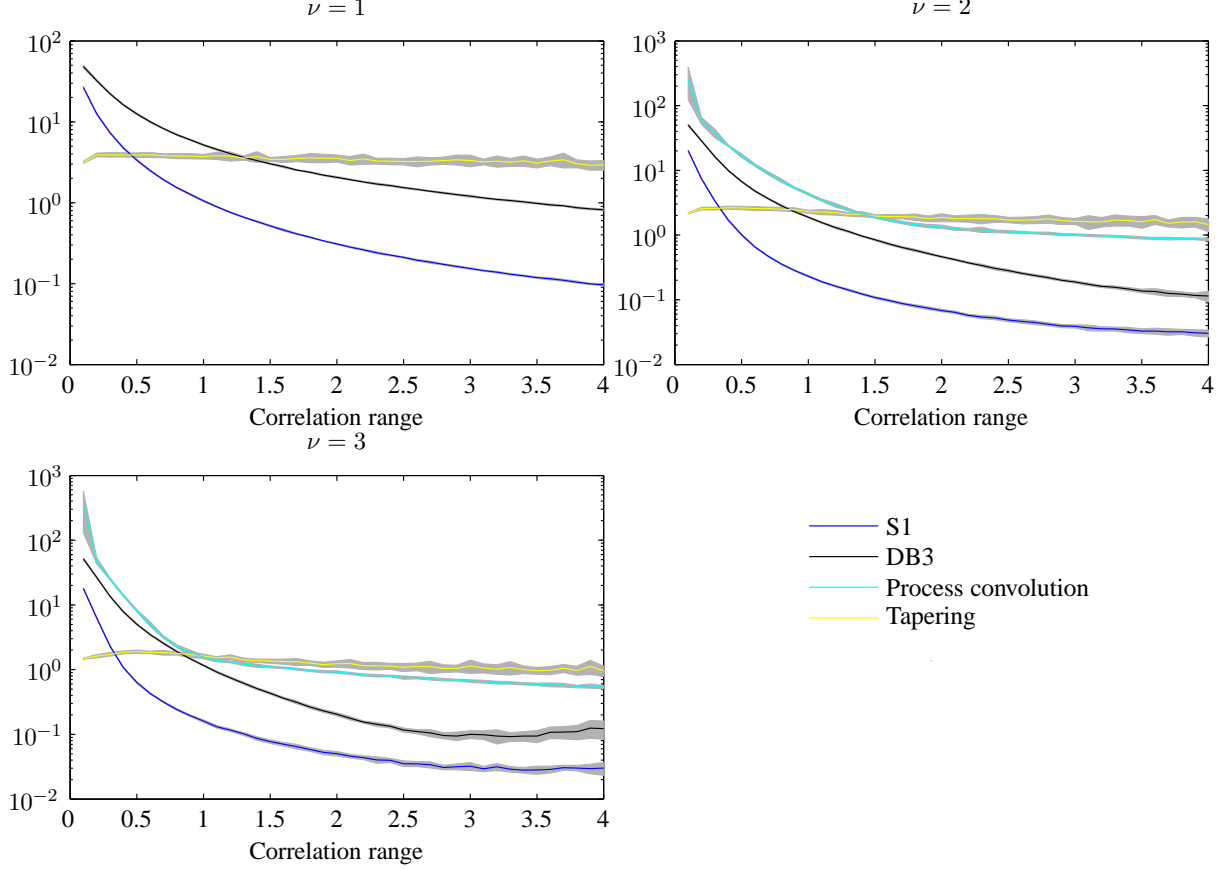 ν = 1
10^2
10^1
10^0
10^−1
10^−2
0 0.5 1 1.5 2 2.5 3 3.5 4
Correlation range
ν = 2
10^3
10^2
10^1
10^0
10^−1
10^−2
0 0.5 1 1.5 2 2.5 3 3.5 4
Correlation range
ν = 3
10^3
10^2
10^1
10^0
10^−1
10^−2
0 0.5 1 1.5 2 2.5 3 3.5 4
Correlation range
S1
DB3
Process convolution
Tapering